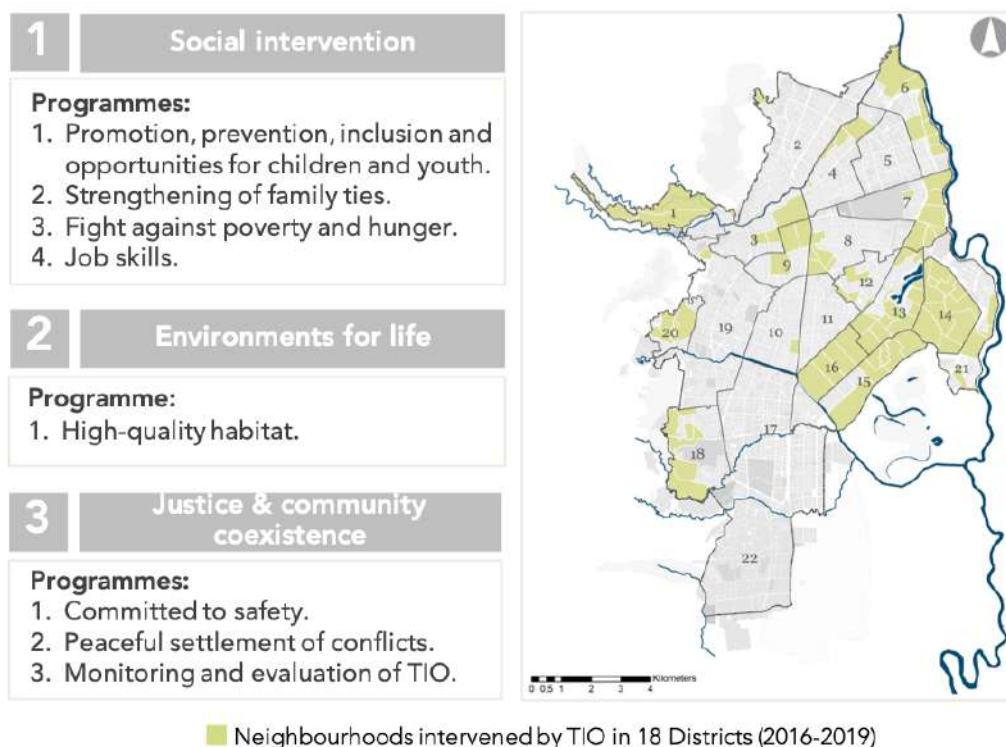 1
Social intervention
Programmes:
1. Promotion, prevention, inclusion and
opportunities for children and youth.
2. Strengthening of family ties.
3. Fight against poverty and hunger.
4. Job skills.
2
Environments for life
Programme:
1. High-quality habitat.
3
Justice & community
coexistence
Programmes:
1. Committed to safety.
2. Peaceful settlement of conflicts.
3. Monitoring and evaluation of TIO.
6
2
4
5
1
7
3
8
9
12
13
14
20
19
10
11
16
15
21
17
18
22
Kilometers
0 0,5 1 2 3 4
Neighbourhoods intervened by TIO in 18 Districts (2016-2019)